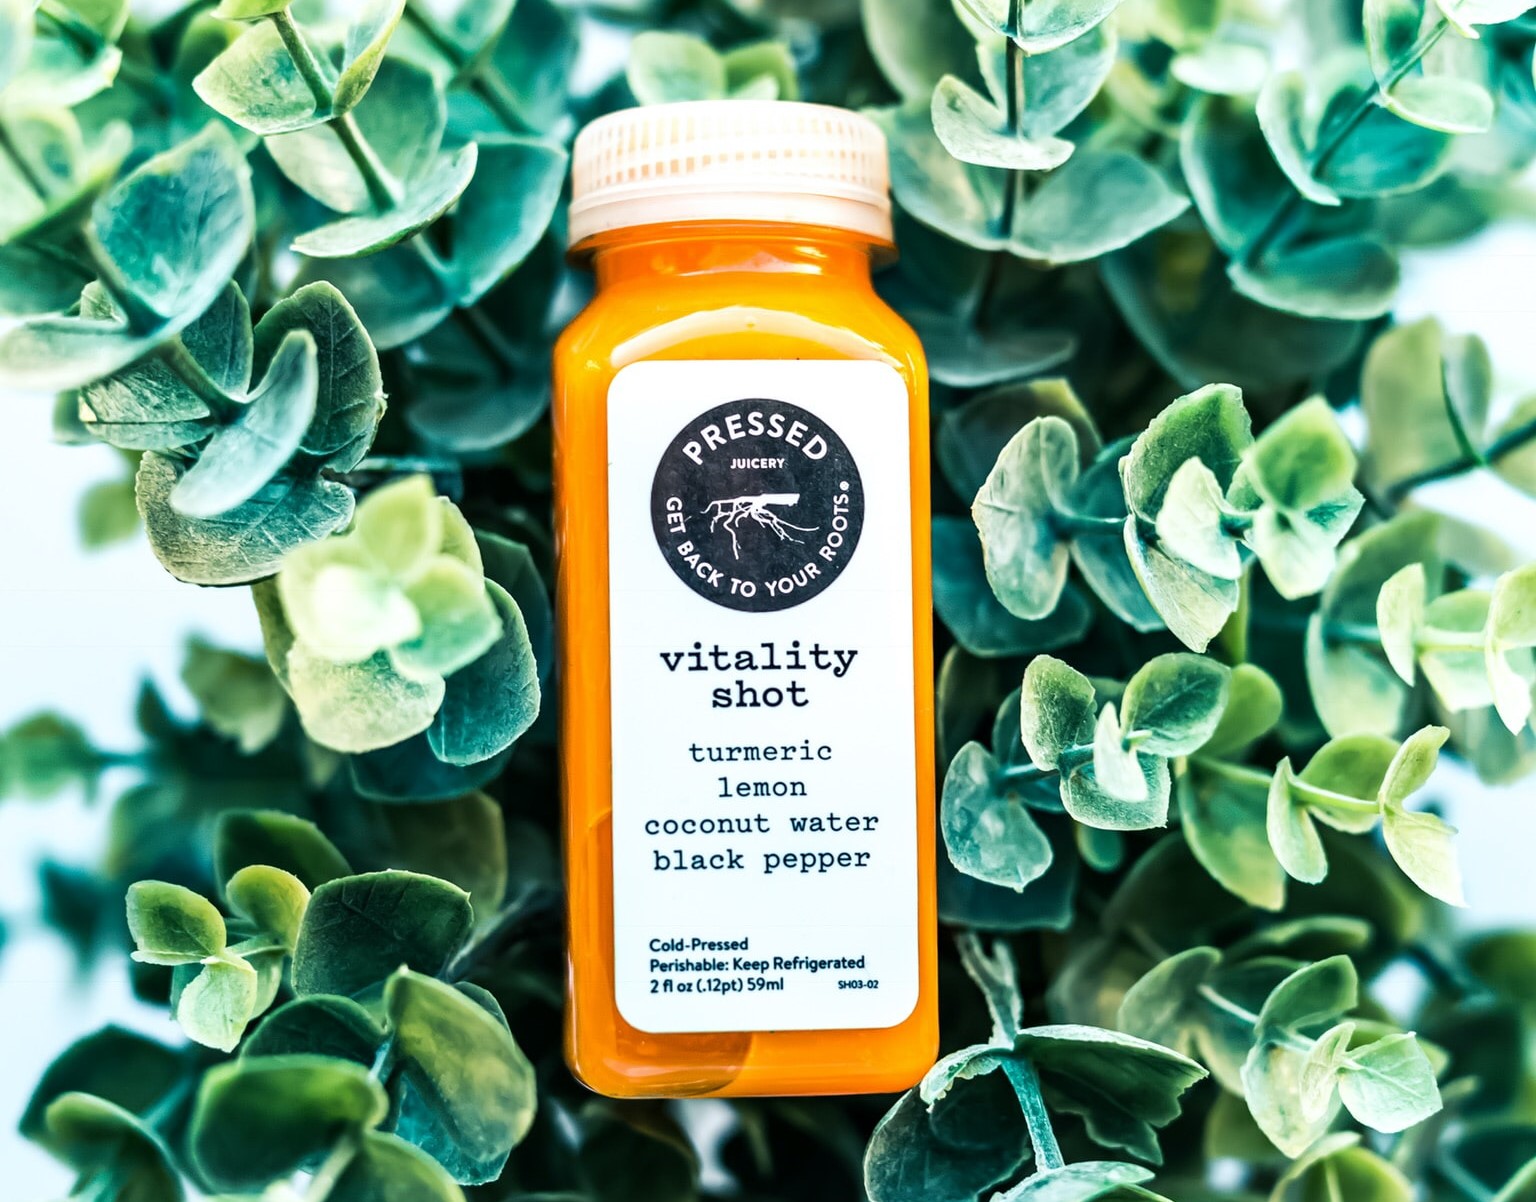 PRESSED
JUICERY
GET BACK TO YOUR ROOTS.
vitality
shot
turmeric
lemon
coconut water
black pepper
Cold-Pressed
Perishable: Keep Refrigerated
2 fl oz (.12pt) 59ml SH03-02